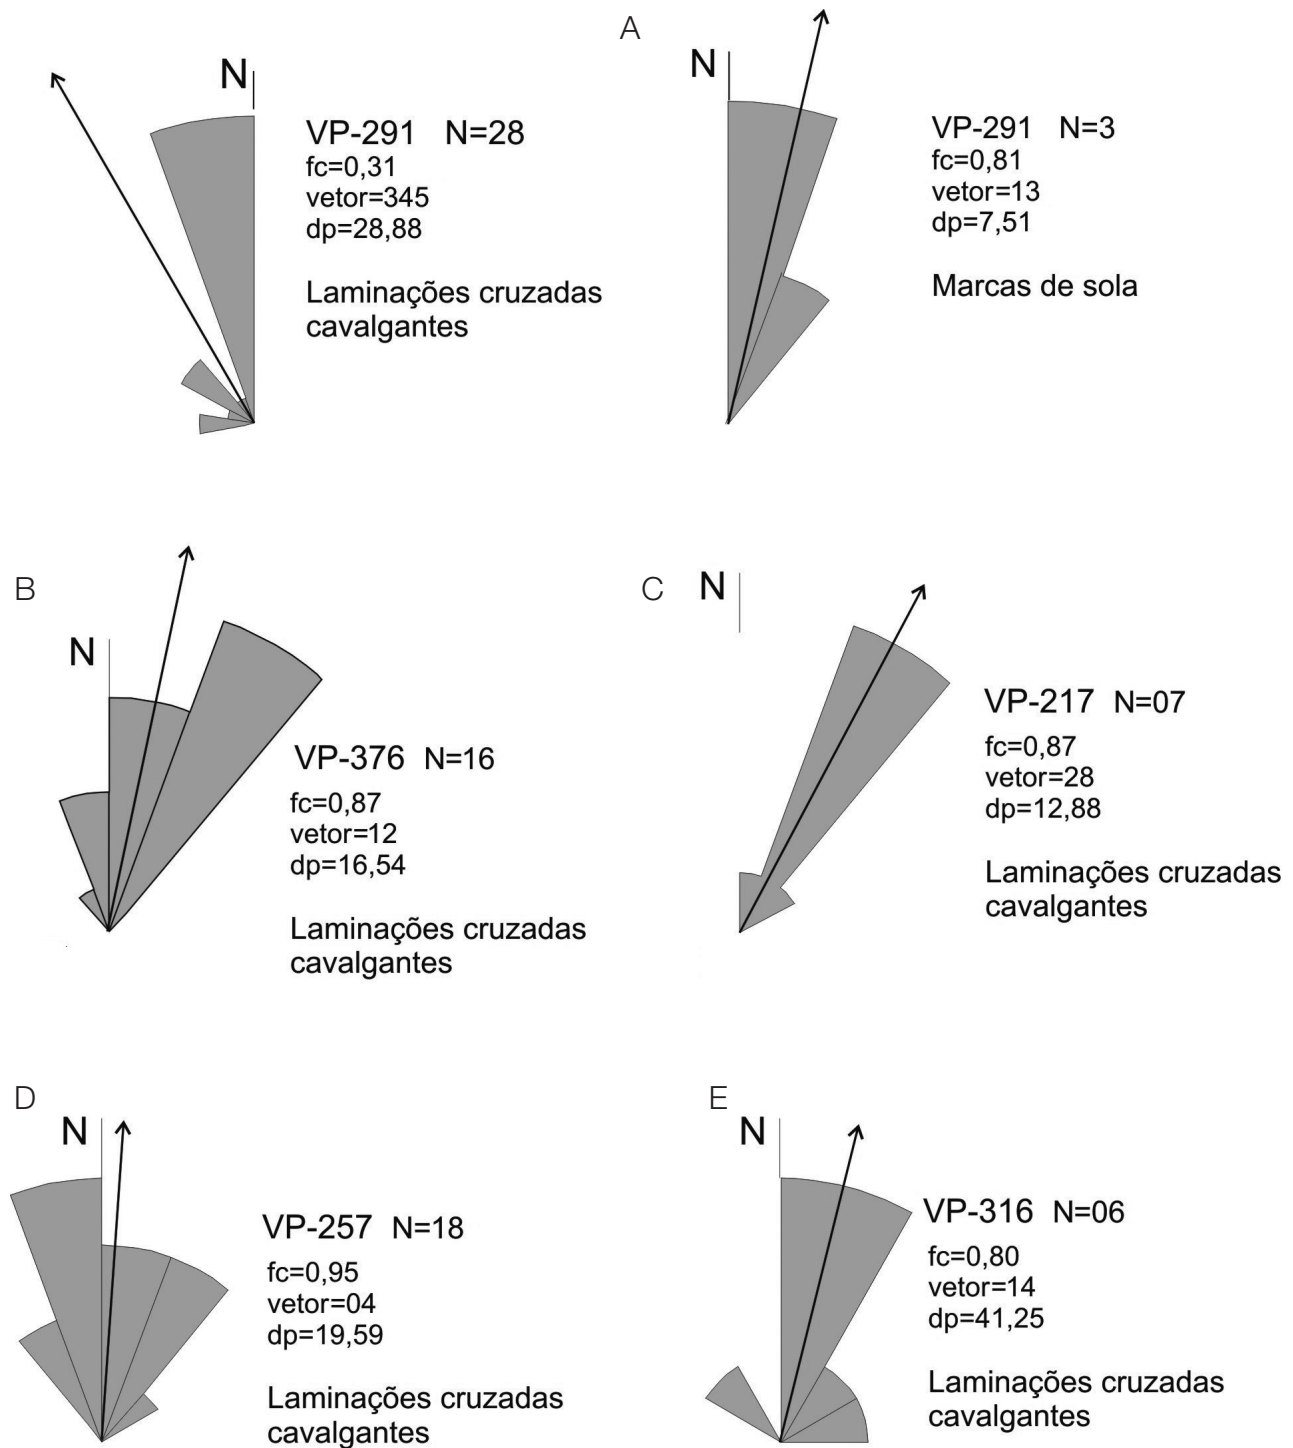 A
N
VP-291 N=28
fc=0,31
vetor=345
dp=28,88
Laminações cruzadas
cavalgantes
N
VP-291 N=3
fc=0,81
vetor=13
dp=7,51
Marcas de sola
B
N
VP-376 N=16
fc=0,87
vetor=12
dp=16,54
Laminações cruzadas
cavalgantes
C
N
VP-217 N=07
fc=0,87
vetor=28
dp=12,88
Laminações cruzadas
cavalgantes
D
N
VP-257 N=18
fc=0,95
vetor=04
dp=19,59
Laminações cruzadas
cavalgantes
E
N
VP-316 N=06
fc=0,80
vetor=14
dp=41,25
Laminações cruzadas
cavalgantes